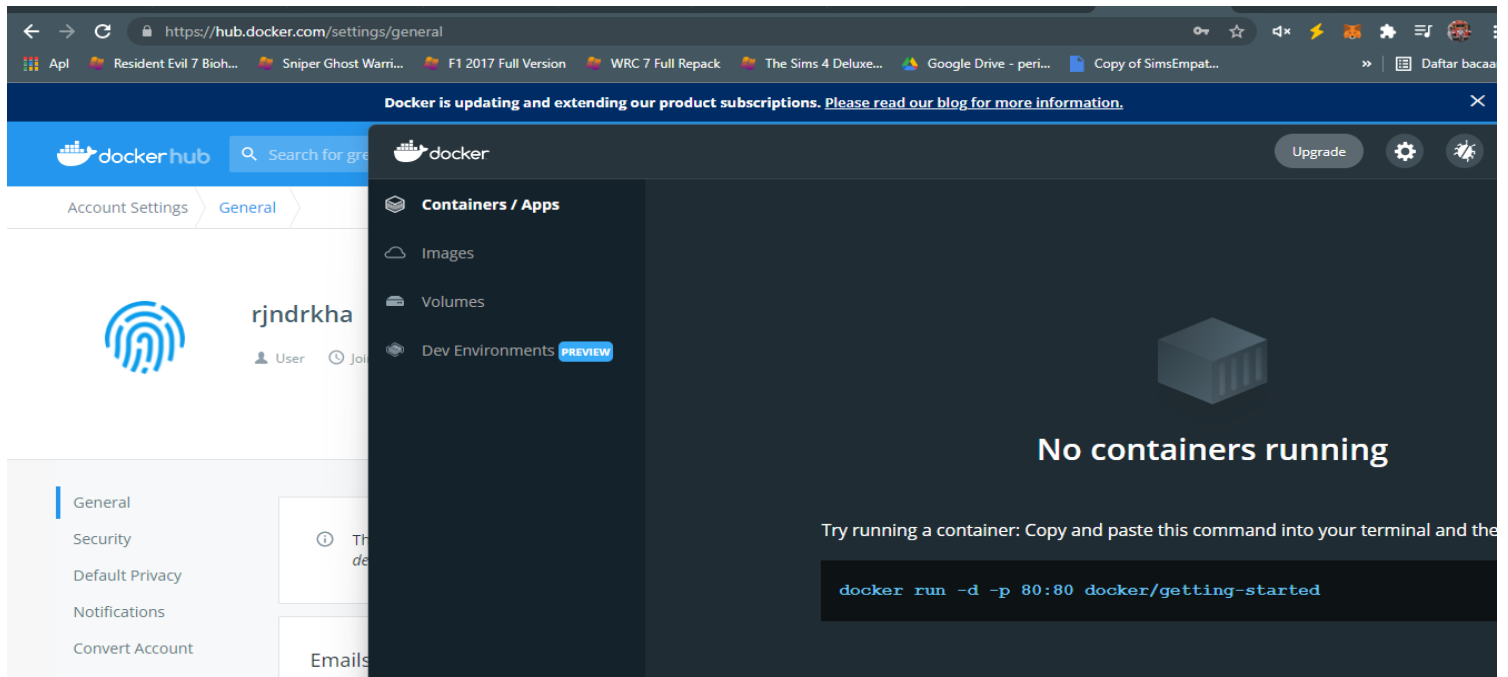 https://hub.docker.com/settings/general
Apl
Resident Evil 7 Bioh...
Sniper Ghost Warri...
F1 2017 Full Version
WRC 7 Full Repack
The Sims 4 Deluxe...
Google Drive - peri...
Copy of SimsEmpat...
»
Daftar bacaan
Docker is updating and extending our product subscriptions. Please read our blog for more information.
dockerhub
Search for gre
docker
Upgrade
Account Settings
General
Containers / Apps
Images
Volumes
Dev Environments PREVIEW
rjndrkha
User
Joi
No containers running
Try running a container: Copy and paste this command into your terminal and the
docker run -d -p 80:80 docker/getting-started
General
Security
Default Privacy
Notifications
Convert Account
Th
de
Emails